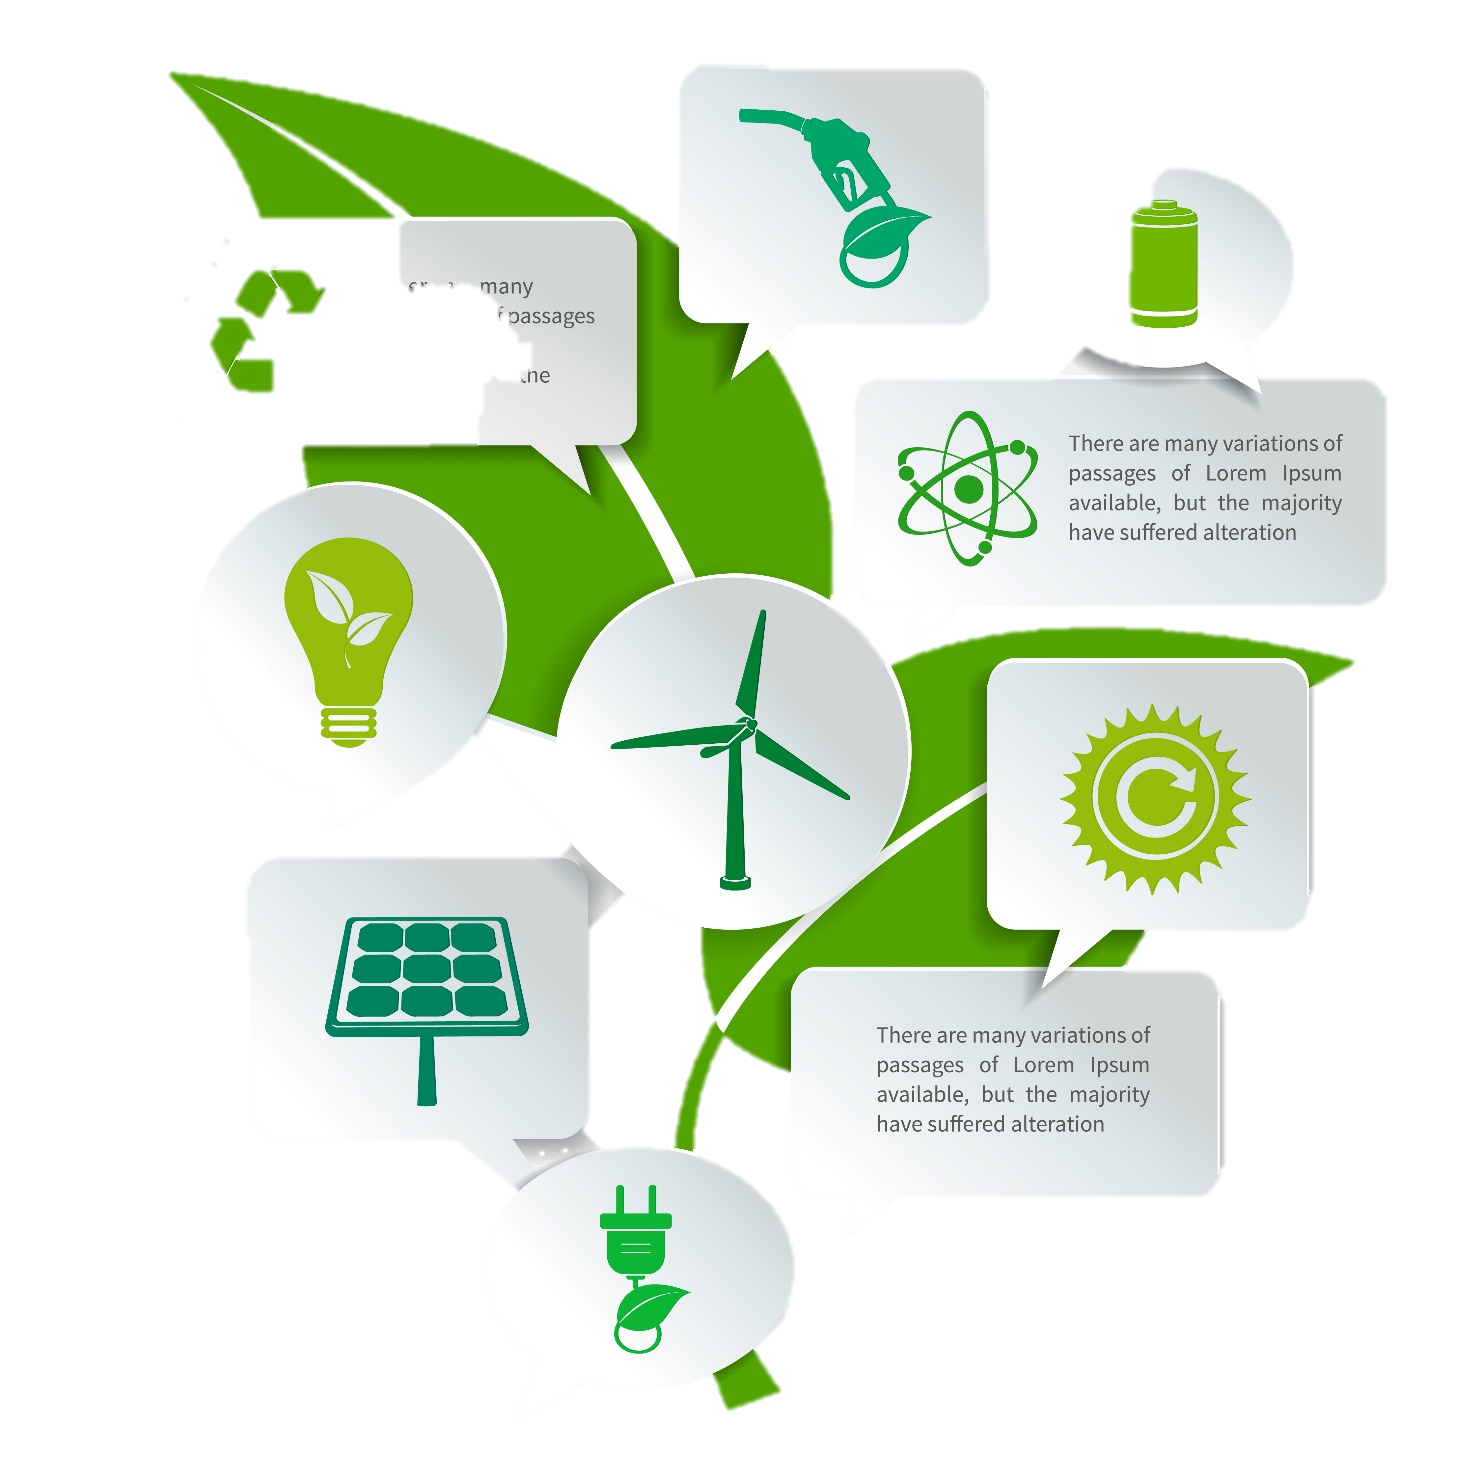 many
passages
the
There are many variations of
passages of Lorem Ipsum
available, but the majority
have suffered alteration
There are many variations of
passages of Lorem Ipsum
available, but the majority
have suffered alteration